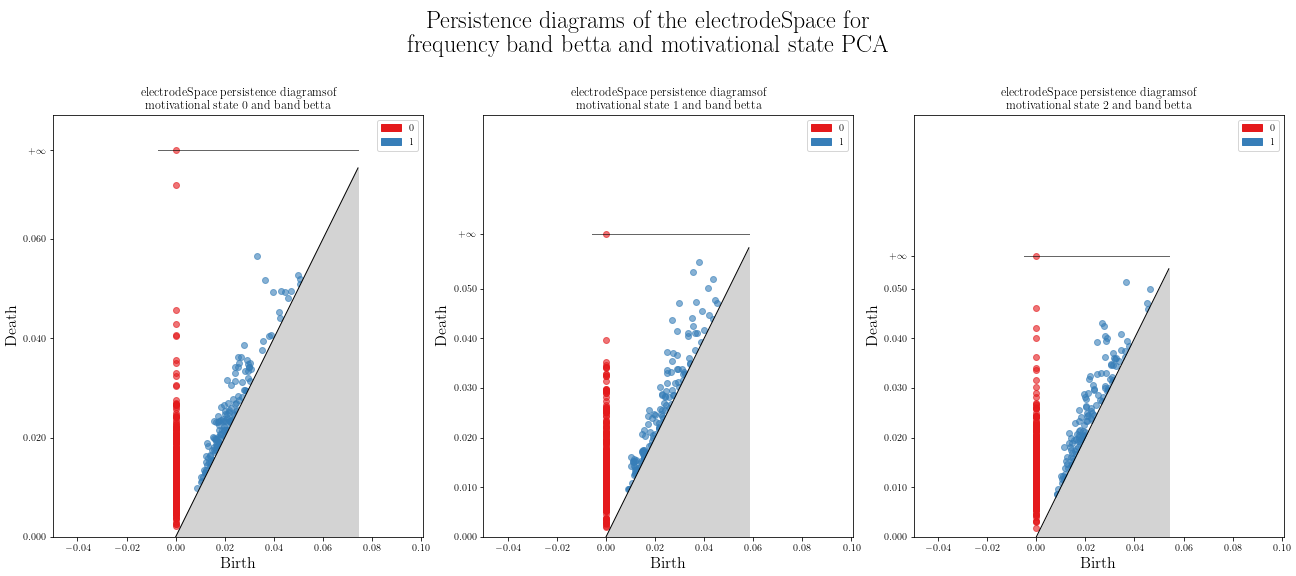 Persistence diagrams of the electrodeSpace for
frequency band betta and motivational state PCA
electrodeSpace persistence diagramsof
motivational state 0 and band betta
0
1
+∞
0.060
0.040
0.020
0.000
Death
−0.04 −0.02 0.00 0.02 0.04 0.06 0.08 0.10
Birth
electrodeSpace persistence diagramsof
motivational state 1 and band betta
0
1
+∞
0.050
0.040
0.030
0.020
0.010
0.000
Death
−0.04 −0.02 0.00 0.02 0.04 0.06 0.08 0.10
Birth
electrodeSpace persistence diagramsof
motivational state 2 and band betta
0
1
+∞
0.050
0.040
0.030
0.020
0.010
0.000
Death
−0.04 −0.02 0.00 0.02 0.04 0.06 0.08 0.10
Birth